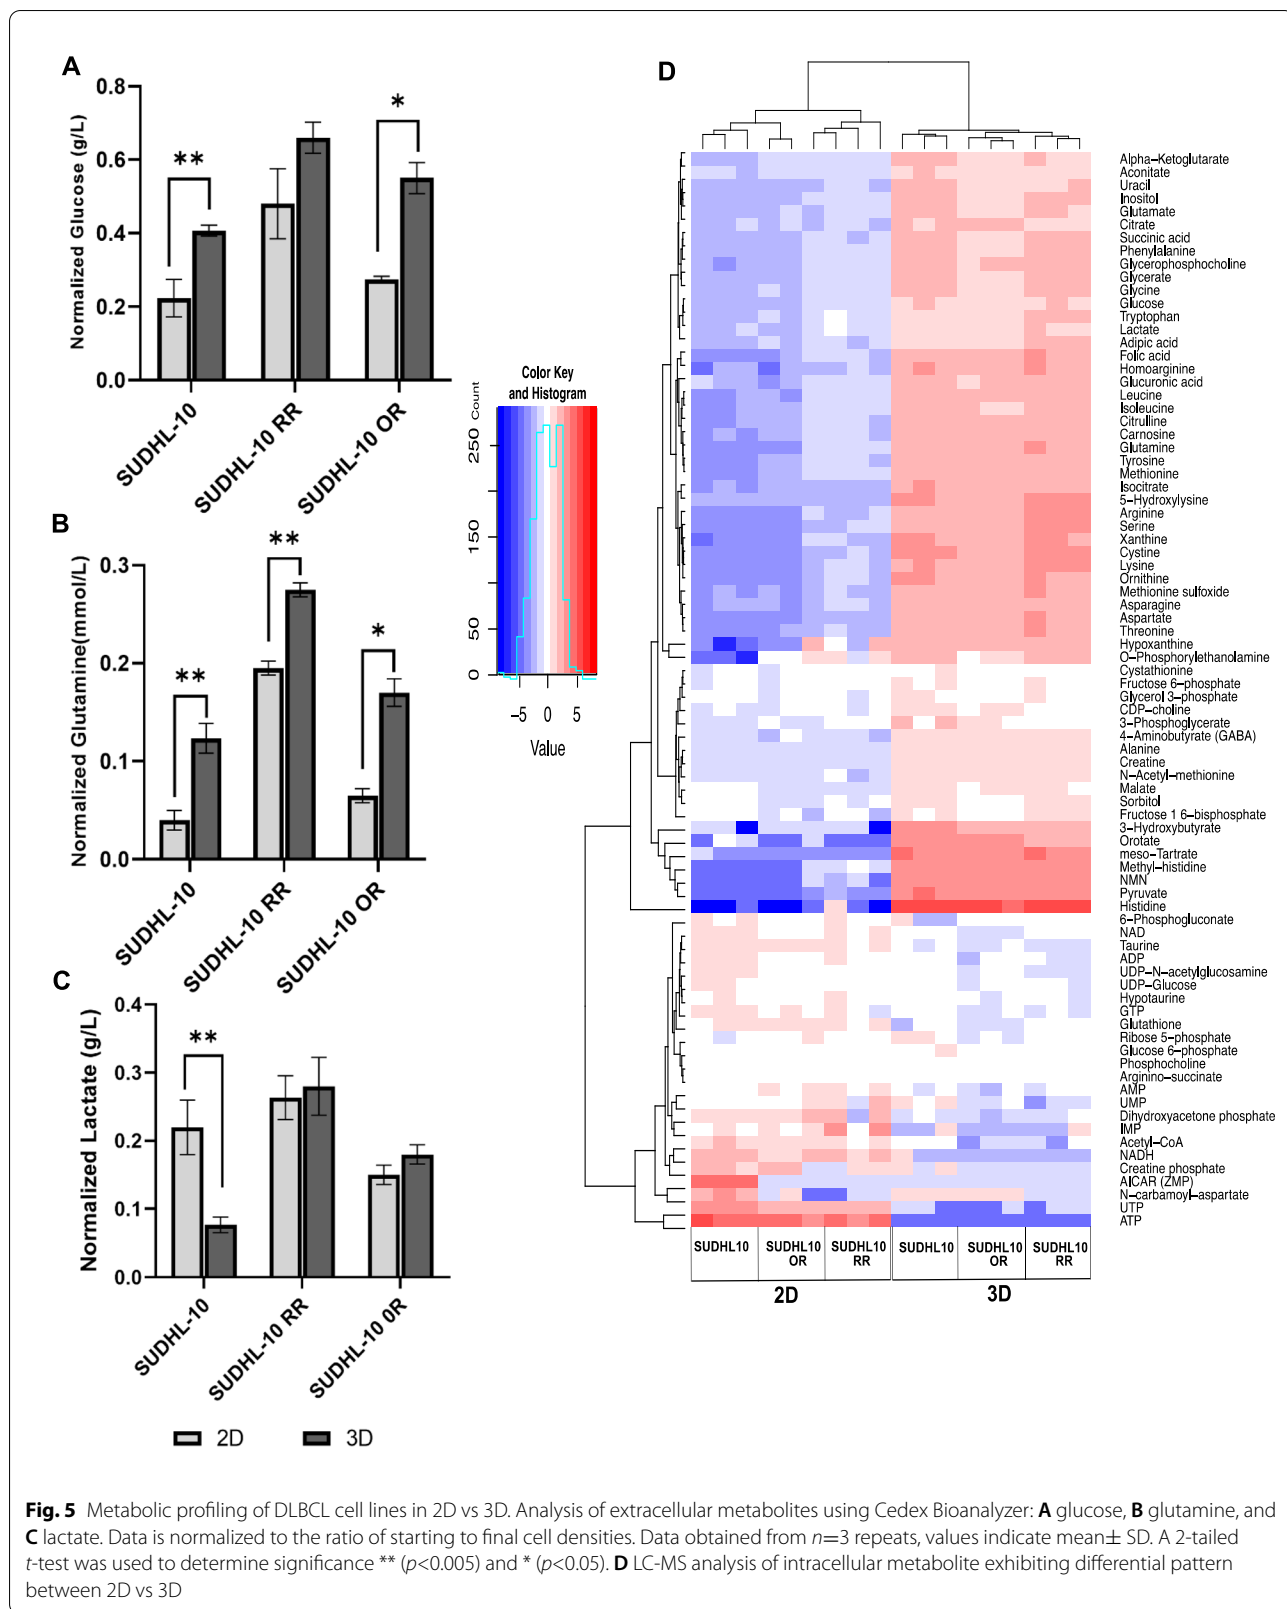 A
Normalized Glucose (g/L)
0.8
0.6
0.4
0.2
0.0
**
*
SUDHL-10
SUDHL-10 RR
SUDHL-10 OR
B
Normalized Glutamine(mmol/L)
0.3
0.2
0.1
0.0
**
**
*
SUDHL-10
SUDHL-10 RR
SUDHL-10 OR
C
Normalized Lactate (g/L)
0.4
0.3
0.2
0.1
0.0
**
SUDHL-10
SUDHL-10 RR
SUDHL-10 0R
2D
3D
Color Key
and Histogram
Count
250
150
50
0
−5
0
5
Value
D
Alpha−Ketoglutarate
Aconitate
Uracil
Inositol
Glutamate
Citrate
Succinic acid
Phenylalanine
Glycerophosphocholine
Glycerate
Glycine
Glucose
Tryptophan
Lactate
Adipic acid
Folic acid
Homoarginine
Glucuronic acid
Leucine
Isoleucine
Citrulline
Carnosine
Glutamine
Tyrosine
Methionine
Isocitrate
5−Hydroxylysine
Arginine
Serine
Xanthine
Cystine
Lysine
Ornithine
Methionine sulfoxide
Asparagine
Aspartate
Threonine
Hypoxanthine
O−Phosphorylethanolamine
Cystathionine
Fructose 6−phosphate
Glycerol 3−phosphate
CDP−choline
3−Phosphoglycerate
4−Aminobutyrate (GABA)
Alanine
Creatine
N−Acetyl−methionine
Malate
Sorbitol
Fructose 1 6−bisphosphate
3−Hydroxybutyrate
Orotate
meso−Tartrate
Methyl−histidine
NMN
Pyruvate
Histidine
6−Phosphogluconate
NAD
Taurine
ADP
UDP−N−acetylglucosamine
UDP−Glucose
Hypotaurine
GTP
Glutathione
Ribose 5−phosphate
Glucose 6−phosphate
Phosphocholine
Arginino−succinate
AMP
UMP
Dihydroxyacetone phosphate
IMP
Acetyl−CoA
NADH
Creatine phosphate
AICAR (ZMP)
N−carbamoyl−aspartate
UTP
ATP
SUDHL10
SUDHL10
OR
SUDHL10
RR
SUDHL10
SUDHL10
OR
SUDHL10
RR
2D
3D
Fig. 5 Metabolic profiling of DLBCL cell lines in 2D vs 3D. Analysis of extracellular metabolites using Cedex Bioanalyzer: A glucose, B glutamine, and
C lactate. Data is normalized to the ratio of starting to final cell densities. Data obtained from n=3 repeats, values indicate mean± SD. A 2-tailed
t-test was used to determine significance ** (p<0.005) and * (p<0.05). D LC-MS analysis of intracellular metabolite exhibiting differential pattern
between 2D vs 3D